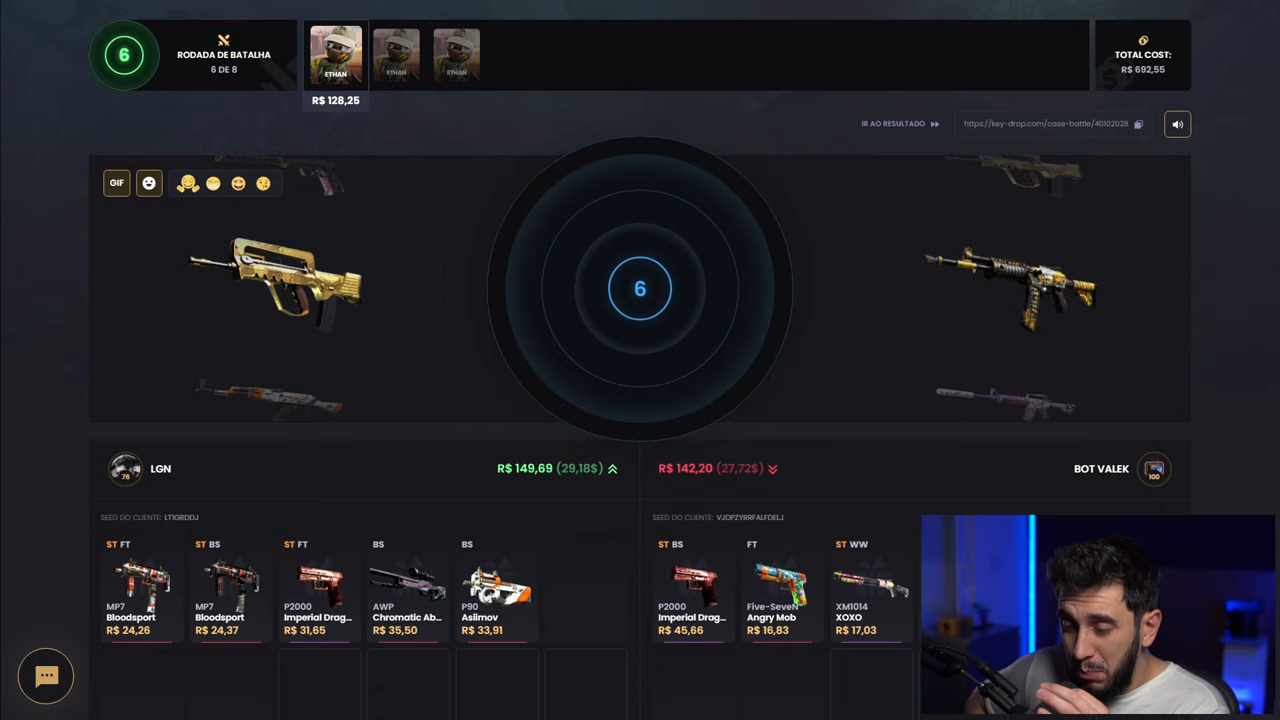 6
RODADA DE BATALHA
6 DE 8
ETHAN
ETHAN
ETHAN
R$ 128,25
TOTAL COST:
R$ 692,55
IR AO RESULTADO
https://key-drop.com/case-battle/40102028
GIF
6
76
LGN
R$ 149,69 (29,18$)
R$ 142,20 (27,72$)
BOT VALEK
100
SEED DO CLIENTE: LT1GRDDJ
SEED DO CLIENTE: VJDPZYRRFALFDELJ
ST FT
MP7
Bloodsport
R$ 24,26
ST BS
MP7
Bloodsport
R$ 24,37
ST FT
P2000
Imperial Drag...
R$ 31,65
BS
AWP
Chromatic Ab...
R$ 35,50
BS
P90
Asiimov
R$ 33,91
ST BS
P2000
Imperial Drag...
R$ 45,66
FT
Five-SeveN
Angry Mob
R$ 16,83
ST WW
XM1014
XOXO
R$ 17,03